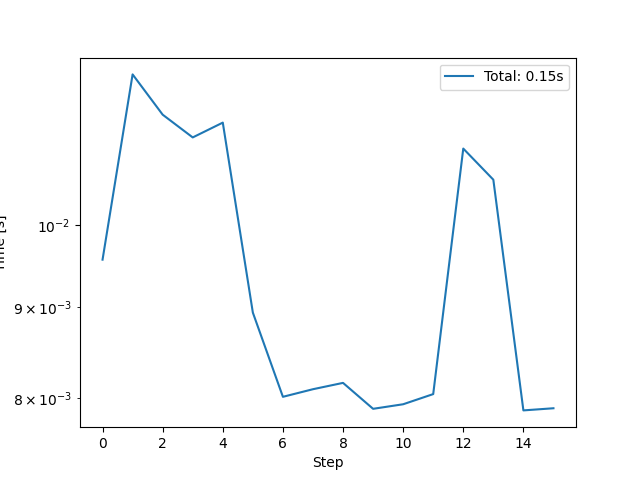 Total: 0.15s
Time [s]
10⁻²
9 × 10⁻³
8 × 10⁻³
0 2 4 6 8 10 12 14
Step